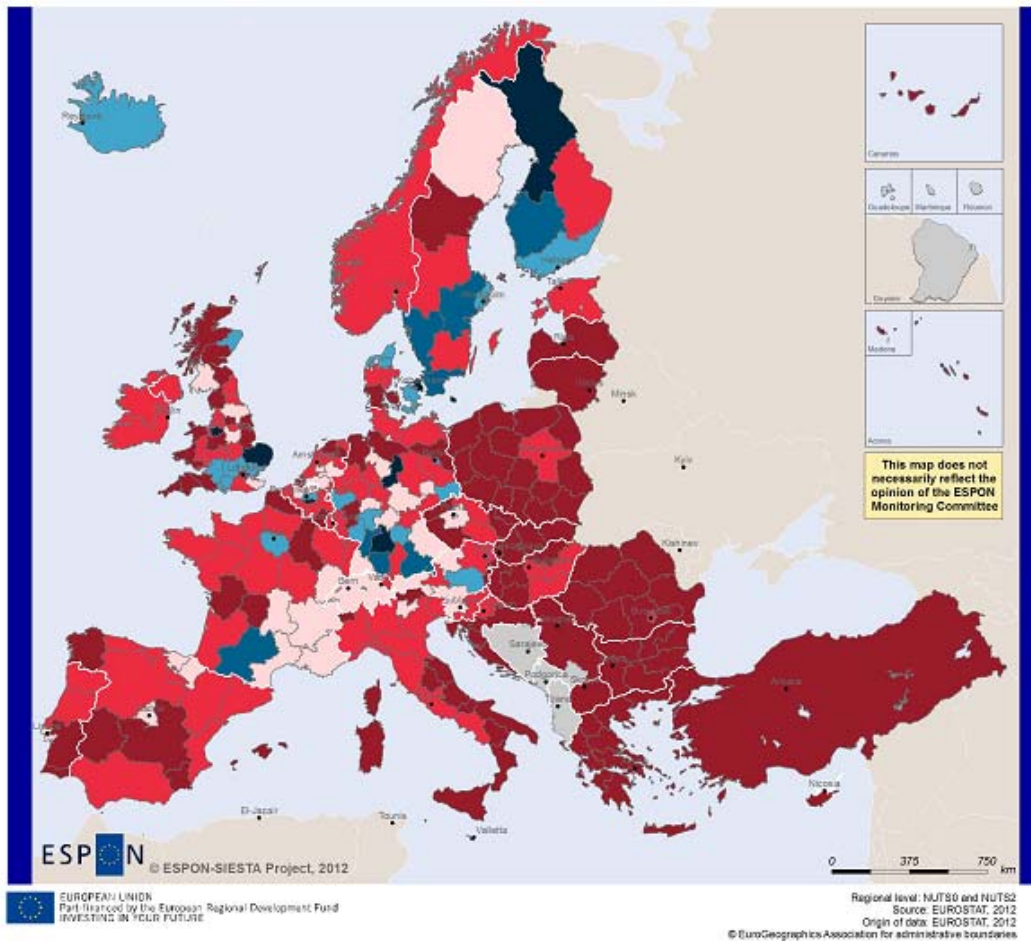 Reykjavik
Canarias
Guadeloupe
Martinique
Réunion
Guyane
Madeira
Acores
This map does not
necessarily reflect the
opinion of the ESPON
Monitoring Committee
Minsk
Kyiv
Kishinev
Bern
Sarajevo
Podgorica
Ankara
Nicosia
El-Jazair
Tounis
Valletta
ESPON
© ESPON-SIESTA Project, 2012
0 375 750
km
EUROPEAN UNION
Part-financed by the European Regional Development Fund
INVESTING IN YOUR FUTURE
Regional level: NUTS0 and NUTS2
Source: EUROSTAT, 2012
Origin of data: EUROSTAT, 2012
© EuroGeographics Association for administrative boundaries